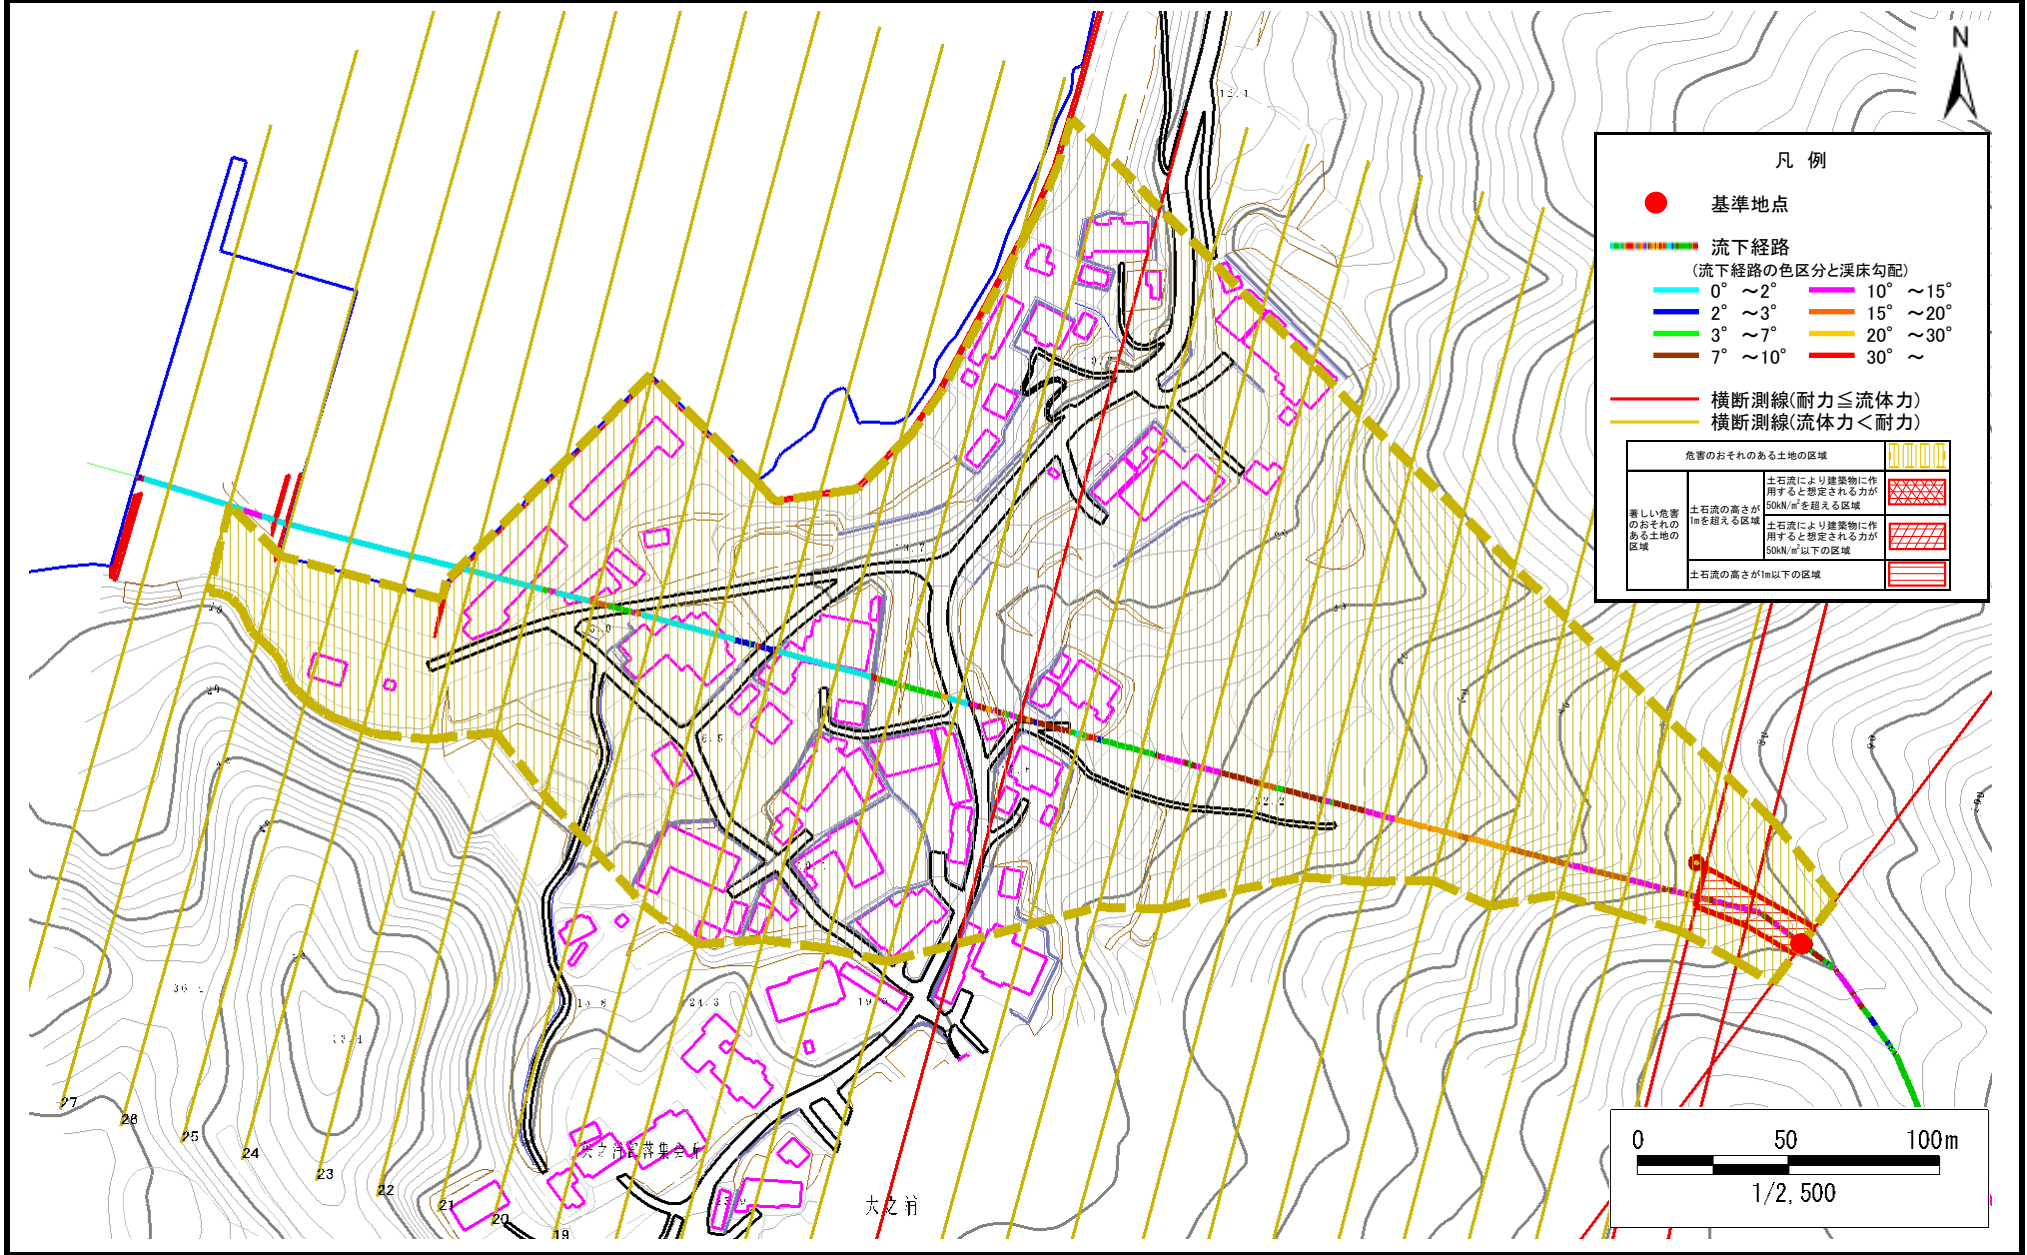 N
凡 例
基準地点
流下経路
(流下経路の色区分と渓床勾配)
0° ～2° 10° ～15°
2° ～3° 15° ～20°
3° ～7° 20° ～30°
7° ～10° 30° ～
横断測線(耐力≦流体力)
横断測線(流体力＜耐力)
危害のおそれのある土地の区域
著しい危害のおそれのある土地の区域
土石流の高さが1mを超える区域
土石流により建築物に作用すると想定される力が50kN/m²を超える区域
土石流により建築物に作用すると想定される力が50kN/m²以下の区域
土石流の高さが1m以下の区域
12.2
20
24.3
27
26
25
24
23
22
21
20
19
0 50 100m
1/2,500